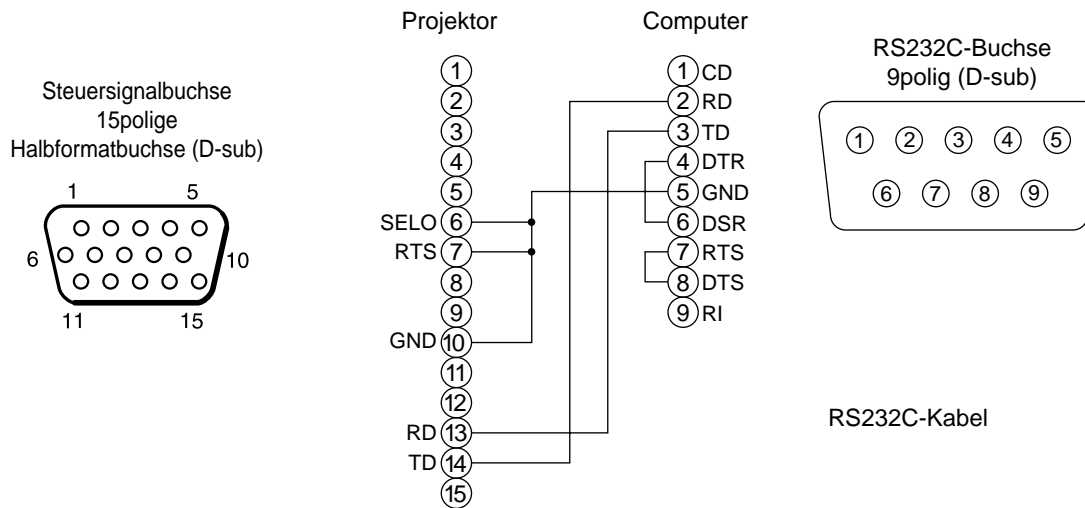 Projektor
Computer
RS232C-Buchse
9polig (D-sub)
Steuersignalbuchse
15polige
Halbformatbuchse (D-sub)
1 5
6 10
11 15
1
2
3
4
5
SELO 6
RTS 7
8
9
GND 10
11
12
RD 13
TD 14
15
1 CD
2 RD
3 TD
4 DTR
5 GND
6 DSR
7 RTS
8 DTS
9 RI
1 2 3 4 5
6 7 8 9
RS232C-Kabel